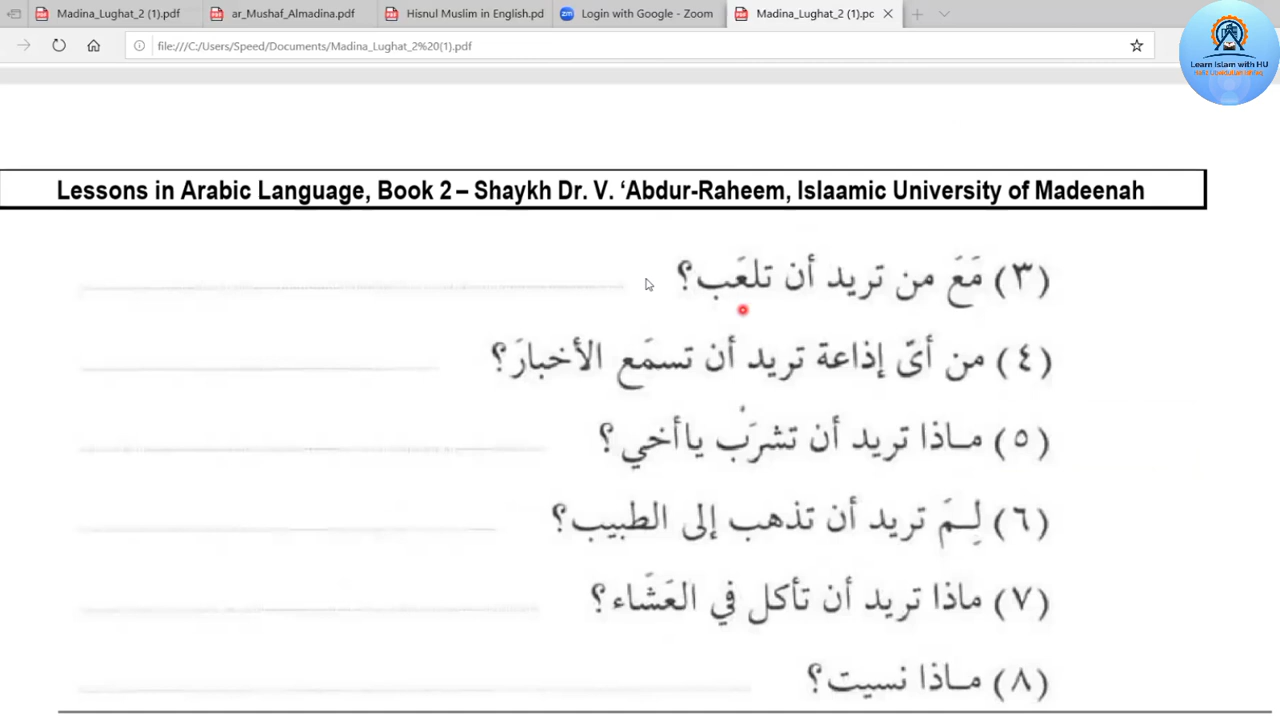 Madina_Lughat_2 (1).pdf
ar_Mushaf_Almadina.pdf
Hisnul Muslim in English.pd
Login with Google - Zoom
Madina_Lughat_2 (1).pc
file:///C:/Users/Speed/Documents/Madina_Lughat_2%20(1).pdf
Learn Islam with HU
Lessons in Arabic Language, Book 2 – Shaykh Dr. V. ‘Abdur-Raheem, Islaamic University of Madeenah
(٣) مَعَ من تريد أن تلعَب؟
(٤) من أىّ إذاعة تريد أن تسمَع الأخبارَ؟
(٥) مـاذا تريد أن تشرَبْ ياأخي؟
(٦) لِـمَ تريد أن تذهب إلى الطبيب؟
(٧) ماذا تريد أن تأكل في العَشَاء؟
(٨) مـاذا نسيت؟